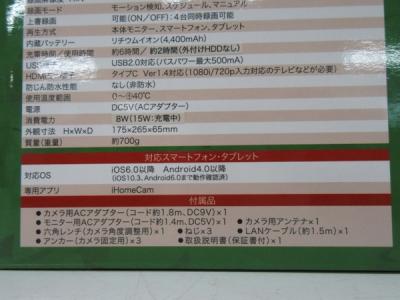 録画モード モーション検知、スケジュール、マニュアル
上書録画 可能(ON／OFF)：4台同時録画可能
再生方式 本体モニター、スマートフォン、タブレット
内蔵バッテリー リチウムイオン(4,400mAh)
充電時間／使用時間 約6時間／約2時間(外付けHDDなし)
USB USB2.0対応(バスパワー最大500mA)
HDMI タイプC Ver1.4対応(1080i/720p入力対応のテレビなどが必要)
防じん防水性能 なし(非防水)
使用温度範囲 0～＋40℃
電源 DC5V(ACアダプター)
消費電力 8W(15W：充電中)
外観寸法 H×W×D 175×265×65mm
質量(重量) 約700g
対応スマートフォン・タブレット
対応OS iOS6.0以降 Android4.0以降
(iOS10.3、Android6.0まで動作確認済)
専用アプリ iHomeCam
付属品
●カメラ用ACアダプター(コード約1.8m、DC9V)×1
●モニター用ACアダプター(コード約1.4m、DC5V)×1 ●カメラ用アンテナ×1
●六角レンチ(カメラ角度調整用)×1 ●ねじ×3 ●LANケーブル(約1.5m)×1
●アンカー(カメラ固定用)×3 ●取扱説明書(保証書付)×1